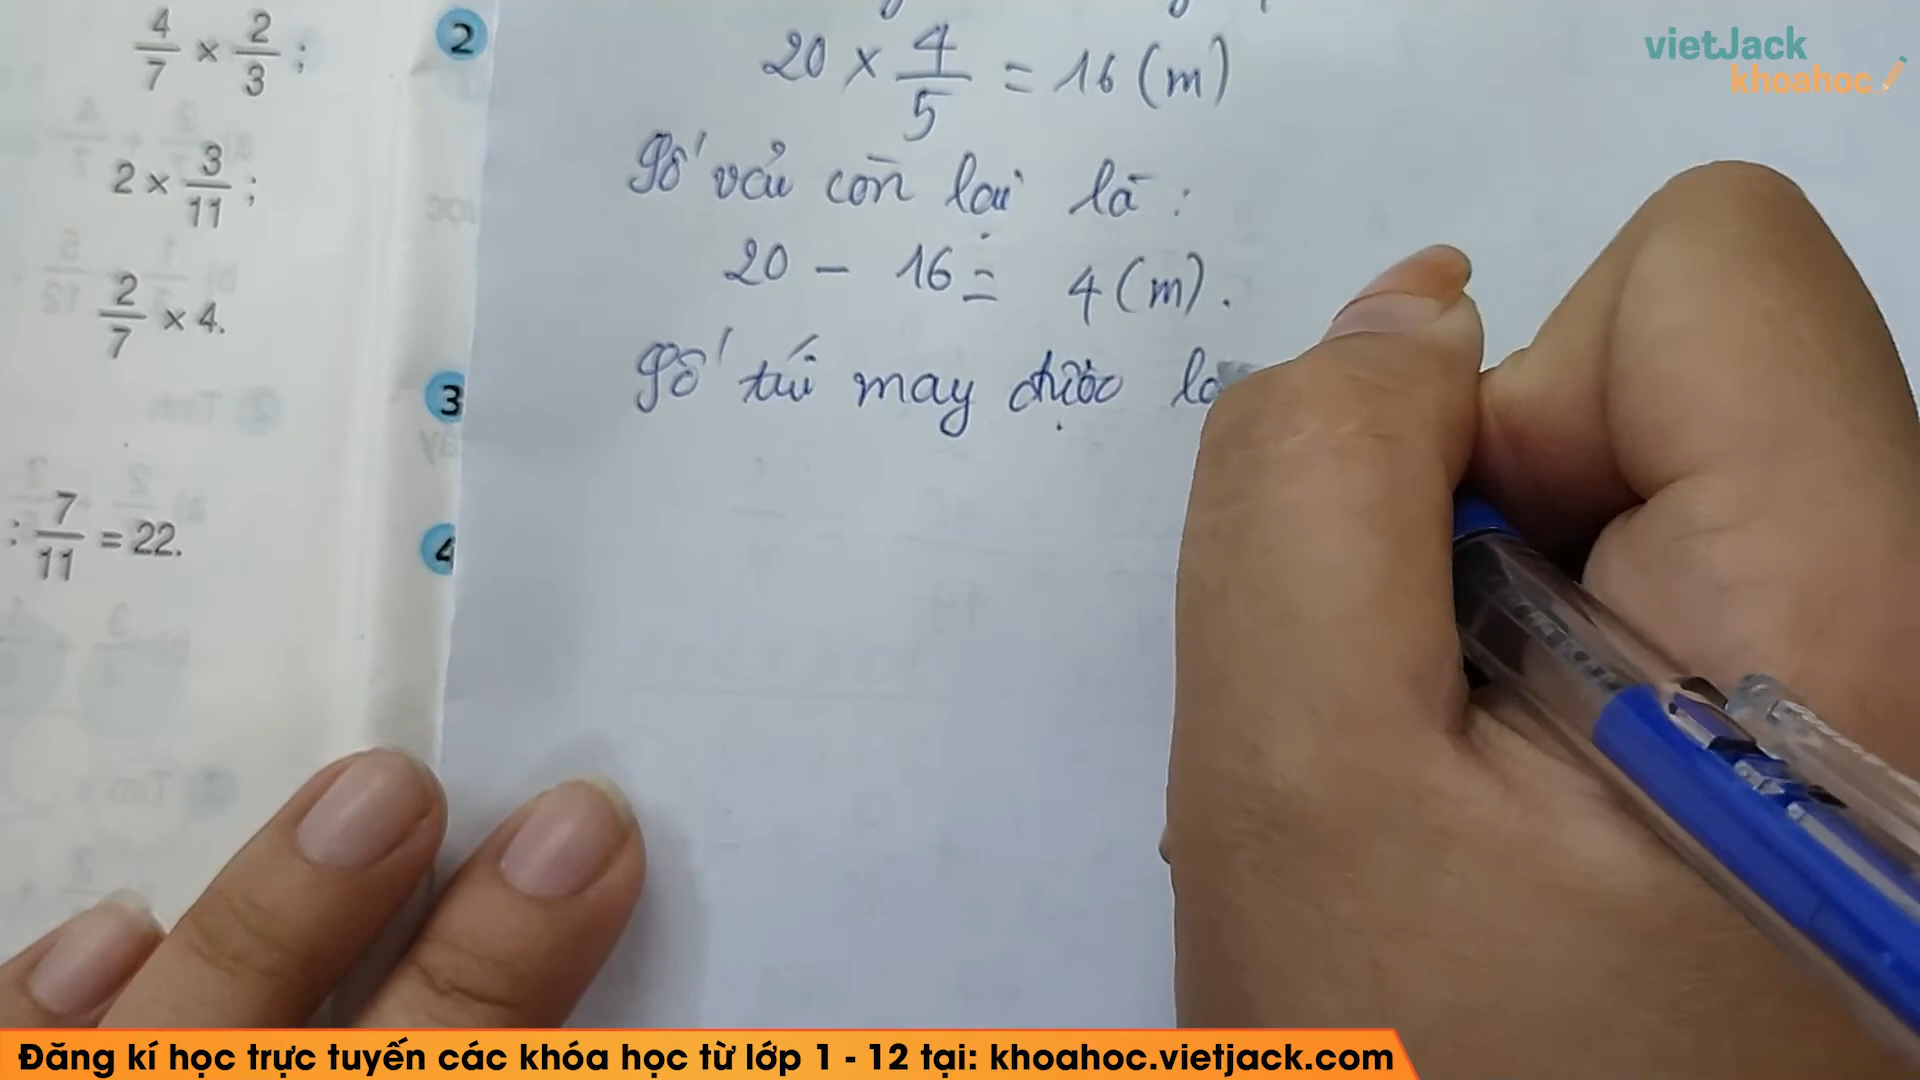 vietJack
khoahoc
4/7 × 2/3 ;
2 × 3/11 ;
2/7 × 4.
: 7/11 = 22.
2
3
4
20 × 4/5 = 16 (m)
Số vải còn lại là :
20 - 16 = 4 (m).
Số túi may được
Đăng kí học trực tuyến các khóa học từ lớp 1 - 12 tại: khoahoc.vietjack.com